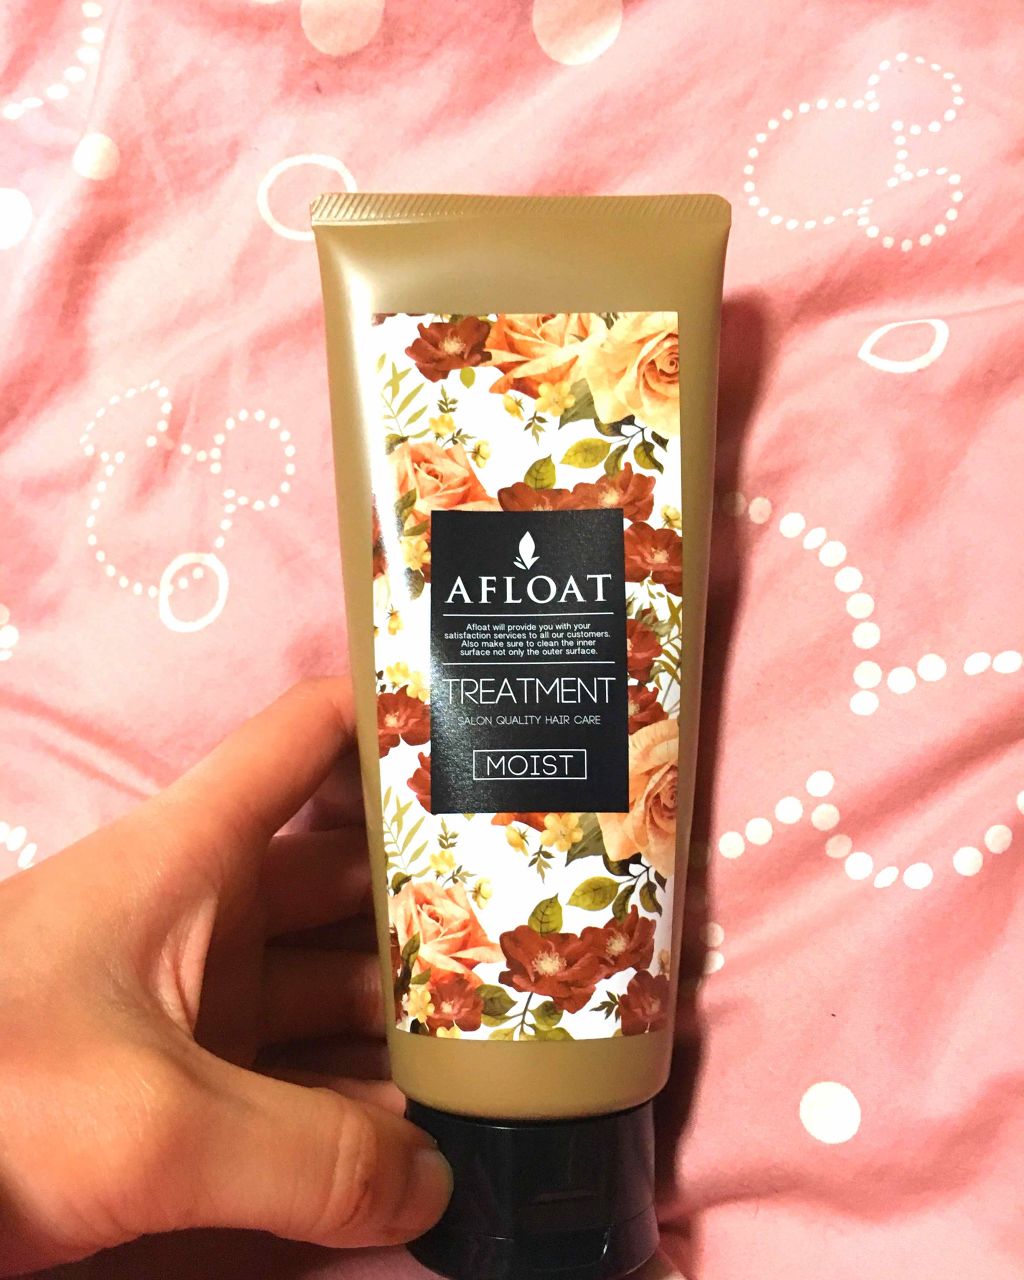 AFLOAT
Afloat will provide you with your
satisfaction services to all our customers.
Also make sure to clean the inner
surface not only the outer surface.
TREATMENT
SALON QUALITY HAIR CARE
MOIST